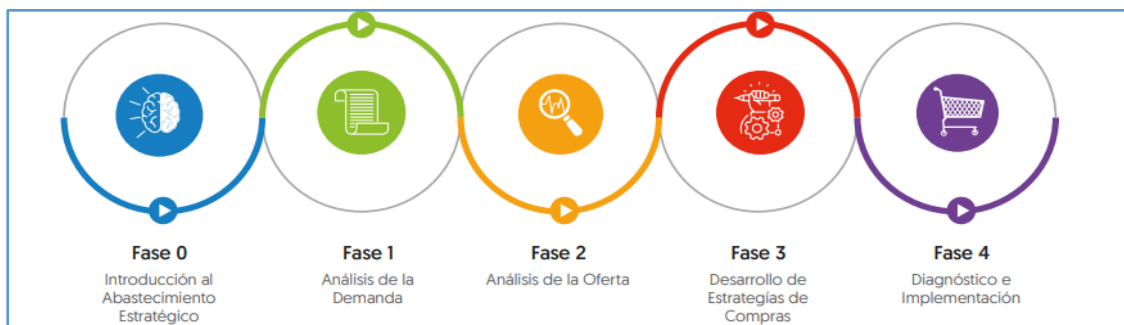 Fase 0
Introducción al
Abastecimiento
Estratégico
Fase 1
Análisis de la
Demanda
Fase 2
Análisis de la Oferta
Fase 3
Desarrollo de
Estrategías de
Compras
Fase 4
Diagnóstico e
Implementación